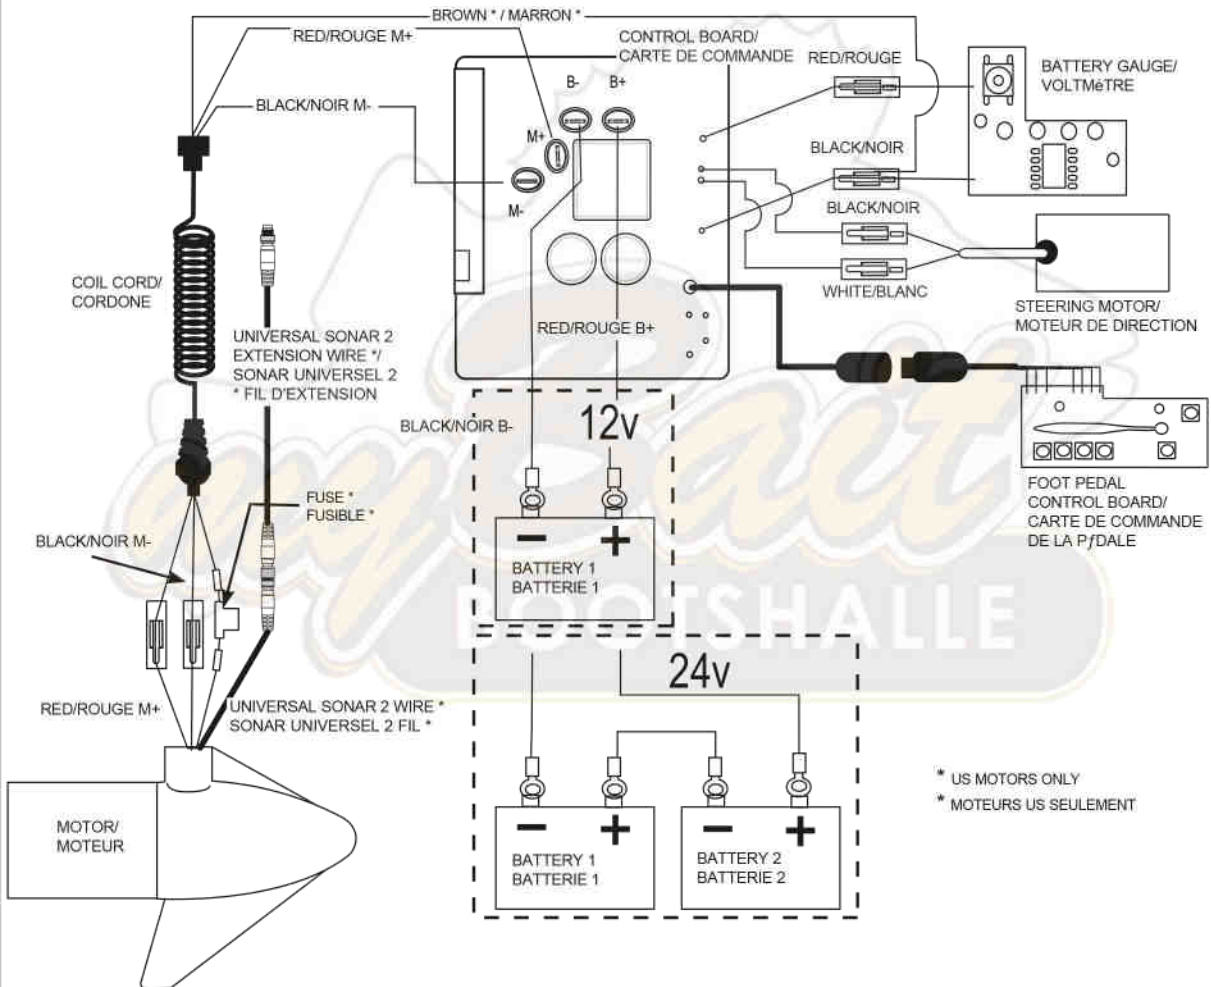 BROWN * / MARRON *
RED/ROUGE M+
CONTROL BOARD/
CARTE DE COMMANDE
RED/ROUGE
BATTERY GAUGE/
VOLTMèTRE
B-
B+
BLACK/NOIR M-
M+
M-
BLACK/NOIR
BLACK/NOIR
WHITE/BLANC
STEERING MOTOR/
MOTEUR DE DIRECTION
COIL CORD/
CORDONE
UNIVERSAL SONAR 2
EXTENSION WIRE */
SONAR UNIVERSEL 2
* FIL D'EXTENSION
RED/ROUGE B+
BLACK/NOIR B-
12v
FOOT PEDAL
CONTROL BOARD/
CARTE DE COMMANDE
DE LA PƒDALE
FUSE *
FUSIBLE *
BLACK/NOIR M-
- +
BATTERY 1
BATTERIE 1
myBait
BOOTSHALLE
24v
RED/ROUGE M+
UNIVERSAL SONAR 2 WIRE *
SONAR UNIVERSEL 2 FIL *
MOTOR/
MOTEUR
- +
BATTERY 1
BATTERIE 1
- +
BATTERY 2
BATTERIE 2
* US MOTORS ONLY
* MOTEURS US SEULEMENT